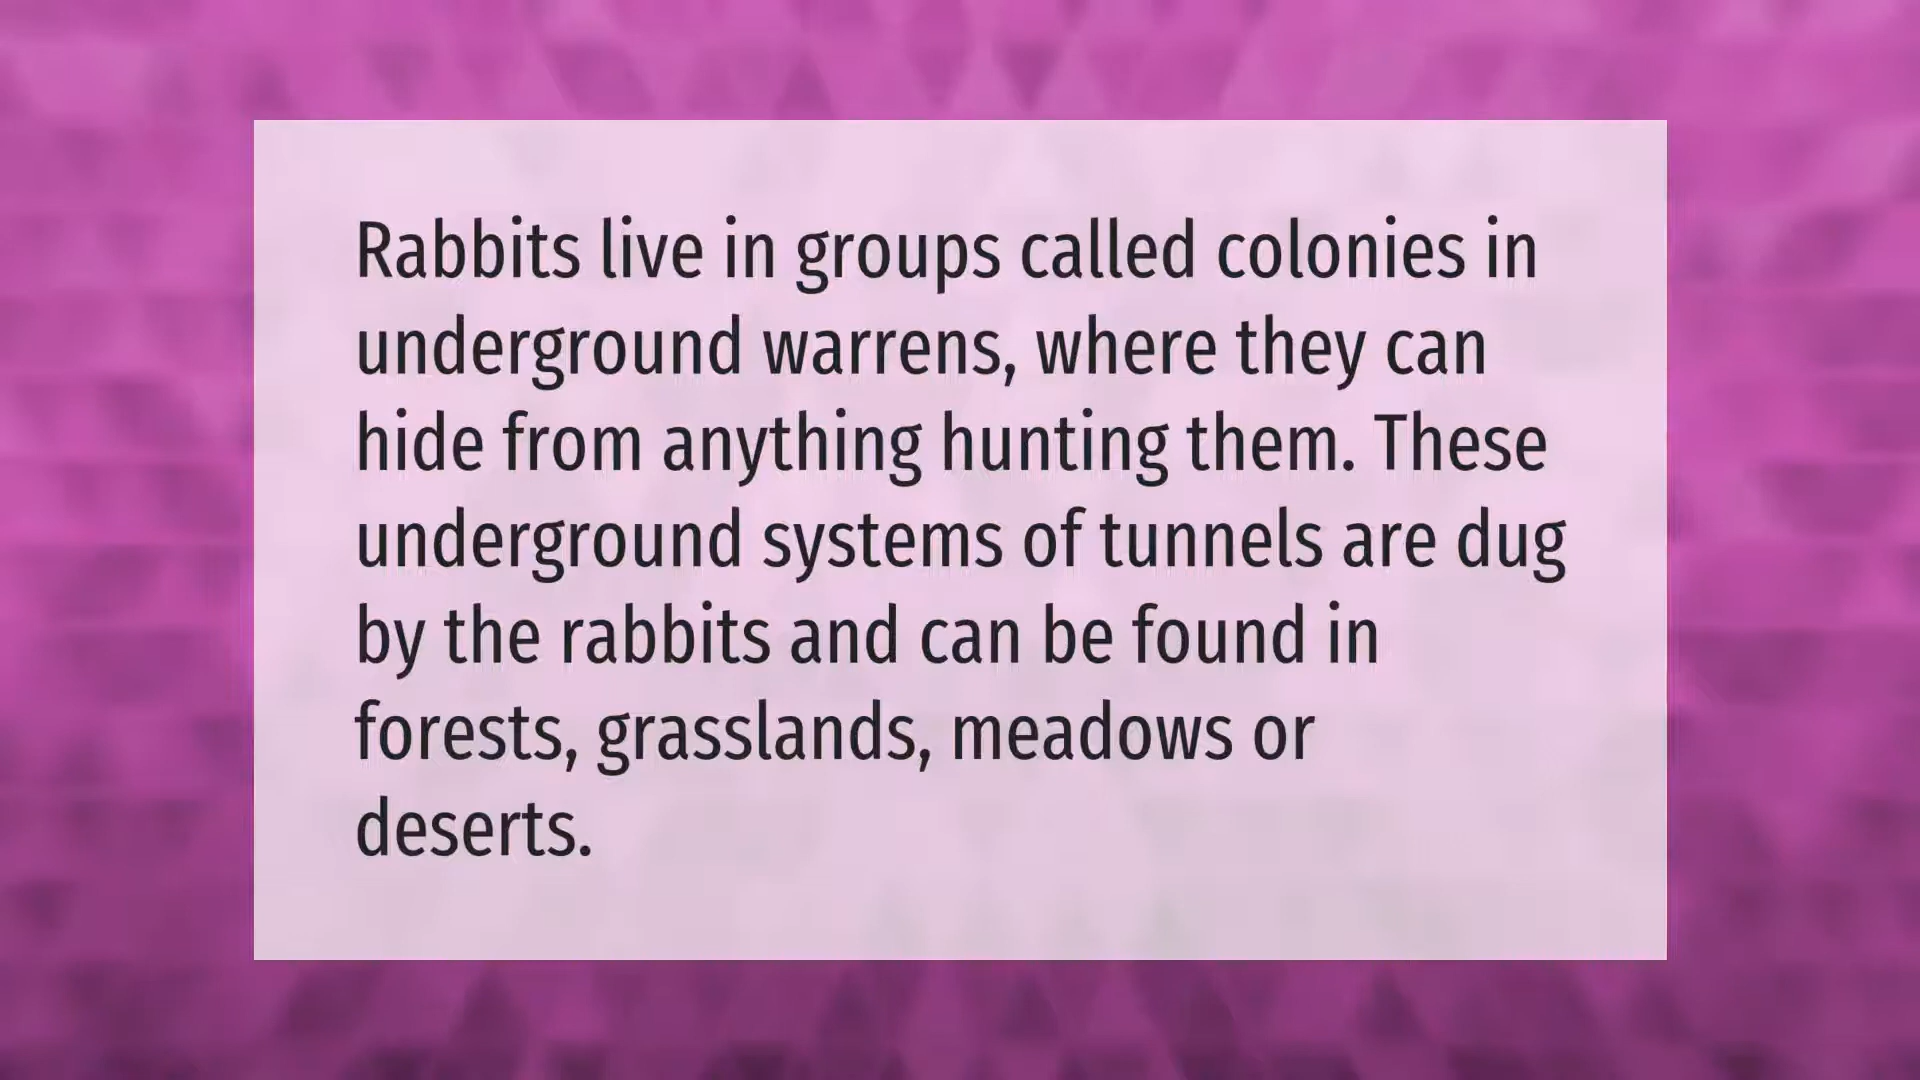 Rabbits live in groups called colonies in
underground warrens, where they can
hide from anything hunting them. These
underground systems of tunnels are dug
by the rabbits and can be found in
forests, grasslands, meadows or
deserts.